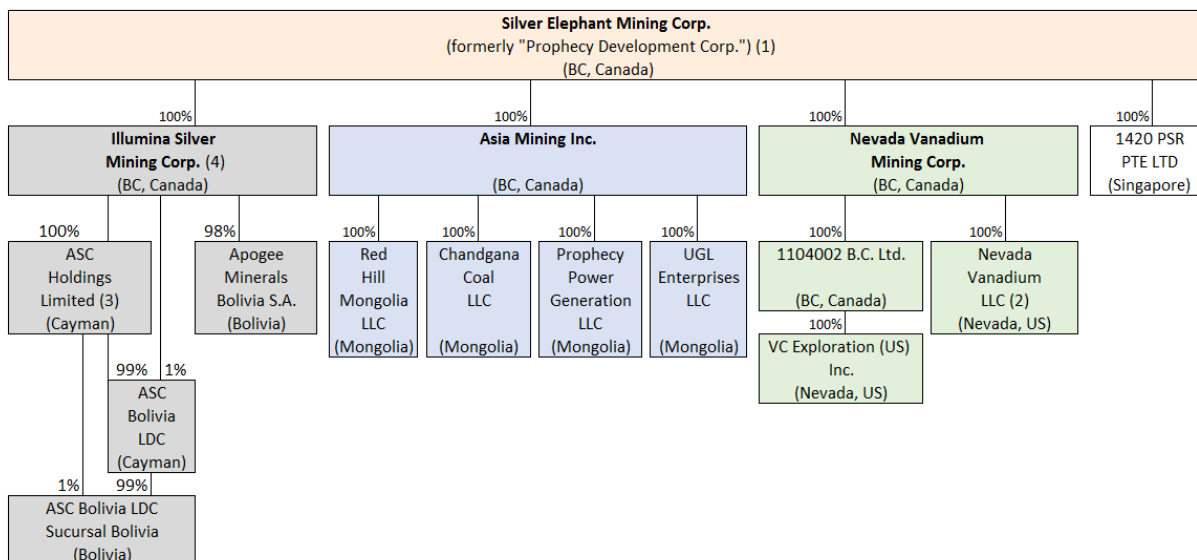 Silver Elephant Mining Corp.
(formerly "Prophecy Development Corp.") (1)
(BC, Canada)
100%
100%
100%
100%
Illumina Silver
Mining Corp. (4)
(BC, Canada)
Asia Mining Inc.
(BC, Canada)
Nevada Vanadium
Mining Corp.
(BC, Canada)
1420 PSR
PTE LTD
(Singapore)
100%
98%
100%
100%
100%
100%
100%
100%
ASC
Holdings
Limited (3)
(Cayman)
Apogee
Minerals
Bolivia S.A.
(Bolivia)
Red
Hill
Mongolia
LLC
(Mongolia)
Chandgana
Coal
LLC
(Mongolia)
Prophecy
Power
Generation
LLC
(Mongolia)
UGL
Enterprises
LLC
(Mongolia)
1104002 B.C. Ltd.
(BC, Canada)
Nevada
Vanadium
LLC (2)
(Nevada, US)
100%
VC Exploration (US)
Inc.
(Nevada, US)
99%
1%
ASC
Bolivia
LDC
(Cayman)
1%
99%
ASC Bolivia LDC
Sucursal Bolivia
(Bolivia)